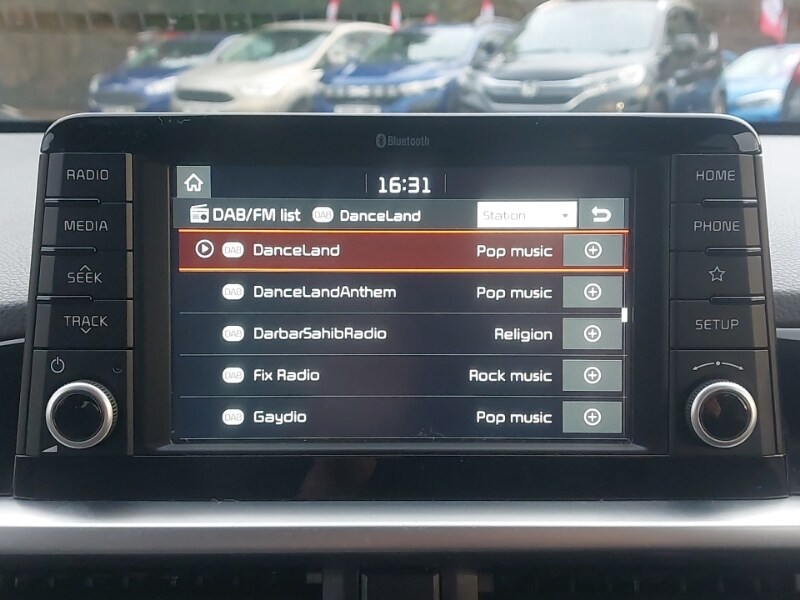 Bluetooth
RADIO
MEDIA
SEEK
TRACK
16:31
DAB/FM list DAB DanceLand Station
DAB DanceLand Pop music
DAB DanceLandAnthem Pop music
DAB DarbarSahibRadio Religion
DAB Fix Radio Rock music
DAB Gaydio Pop music
HOME
PHONE
SETUP